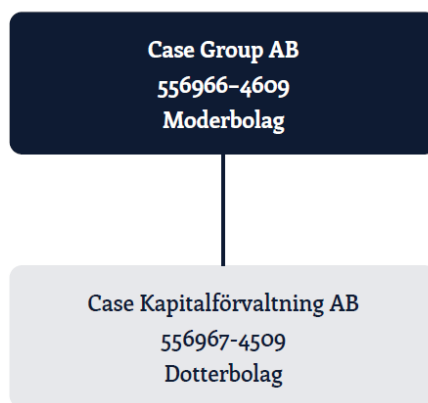 Case Group AB
556966–4609
Moderbolag
Case Kapitalförvaltning AB
556967-4509
Dotterbolag